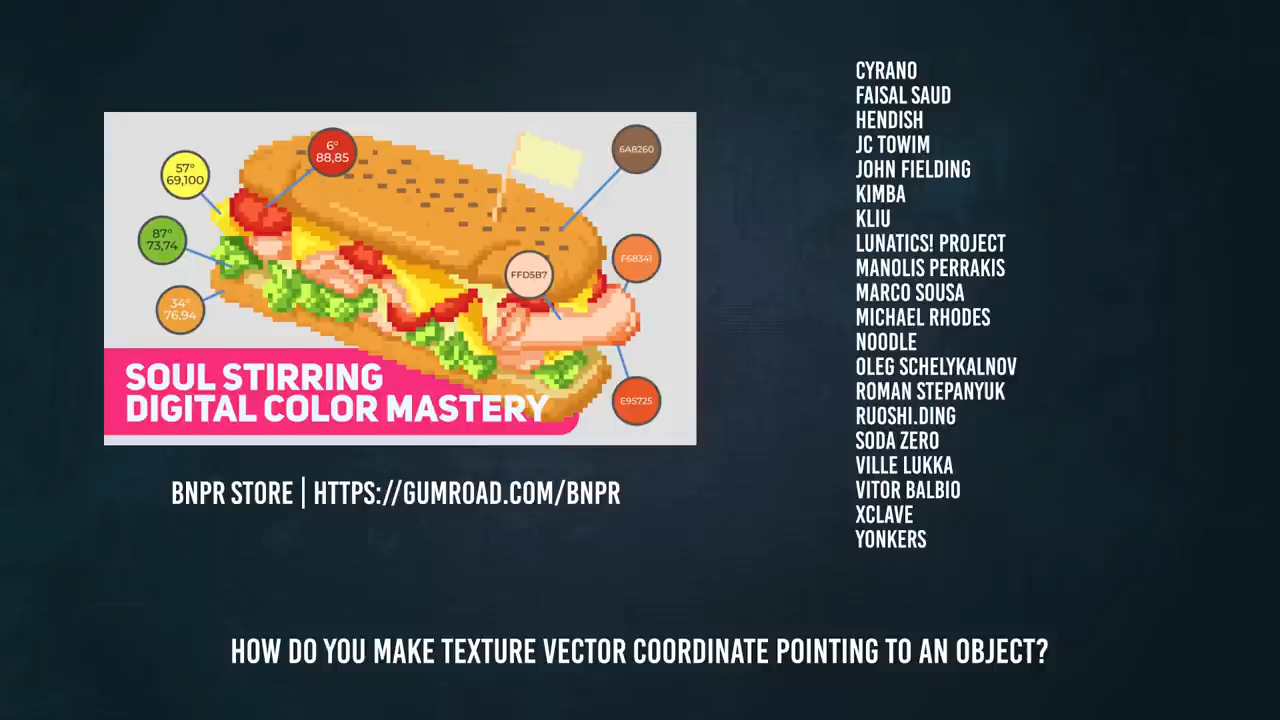 57°
69,100
6°
88,85
6A8260
87°
73,74
34°
76,94
FFD5B7
F68341
E95725
SOUL STIRRING
DIGITAL COLOR MASTERY
BNPR STORE | HTTPS://GUMROAD.COM/BNPR
CYRANO
FAISAL SAUD
HENDISH
JC TOWIM
JOHN FIELDING
KIMBA
KLIU
LUNATICS! PROJECT
MANOLIS PERRAKIS
MARCO SOUSA
MICHAEL RHODES
NOODLE
OLEG SCHELYKALNOV
ROMAN STEPANYUK
RUOSHI.DING
SODA ZERO
VILLE LUKKA
VITOR BALBIO
XCLAVE
YONKERS
HOW DO YOU MAKE TEXTURE VECTOR COORDINATE POINTING TO AN OBJECT?